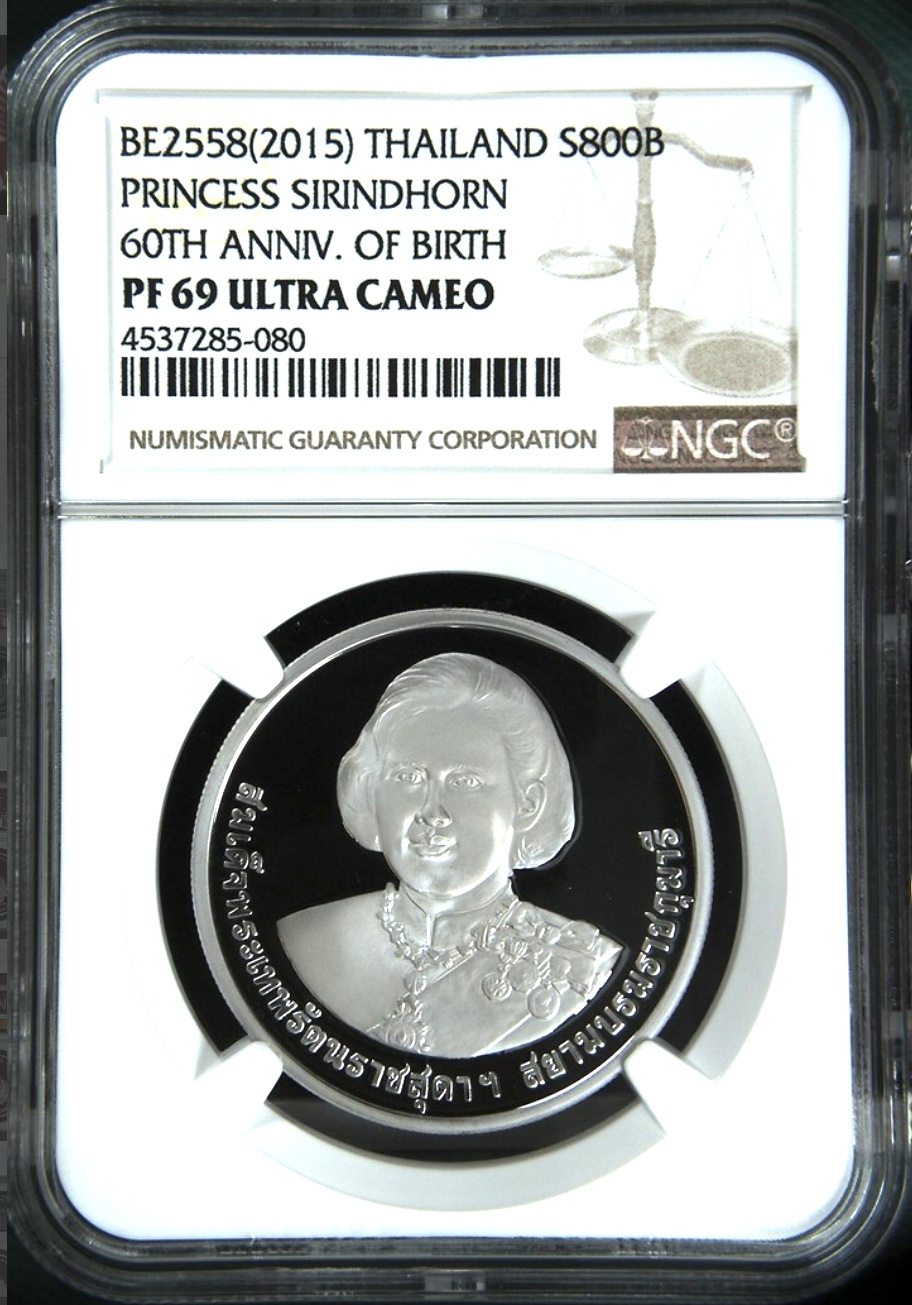 BE2558(2015) THAILAND S800B
PRINCESS SIRINDHORN
60TH ANNIV. OF BIRTH
PF 69 ULTRA CAMEO
4537285-080
NUMISMATIC GUARANTY CORPORATION
NGC®
สมเด็จพระเทพรัตนราชสุดาฯ สยามบรมราชกุมารี